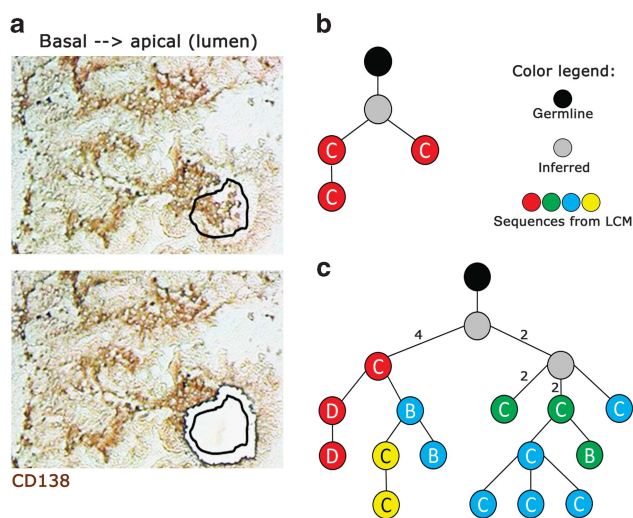 a
Basal --> apical (lumen)
CD138
b
C
C
C
Color legend:
Germline
Inferred
Sequences from LCM
c
4
2
C
2
2
D
B
C
C
C
D
C
B
C
B
C
C
C
C